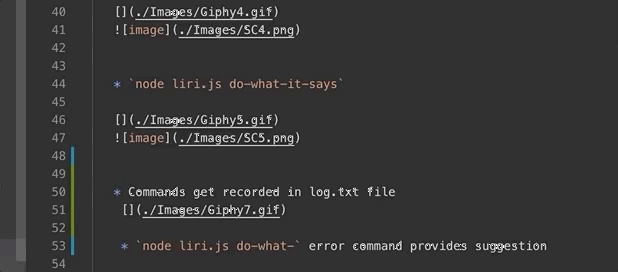 40 [](./Images/Giphy4.gif)
41 ![image](./Images/SC4.png)
42
43
44 * `node liri.js do-what-it-says`
45
46 [](./Images/Giphy5.gif)
47 ![image](./Images/SC5.png)
48
49
50 * Commands get recorded in log.txt file
51 [](./Images/Giphy7.gif)
52
53 * `node liri.js do-what-` error command provides suggestion
54